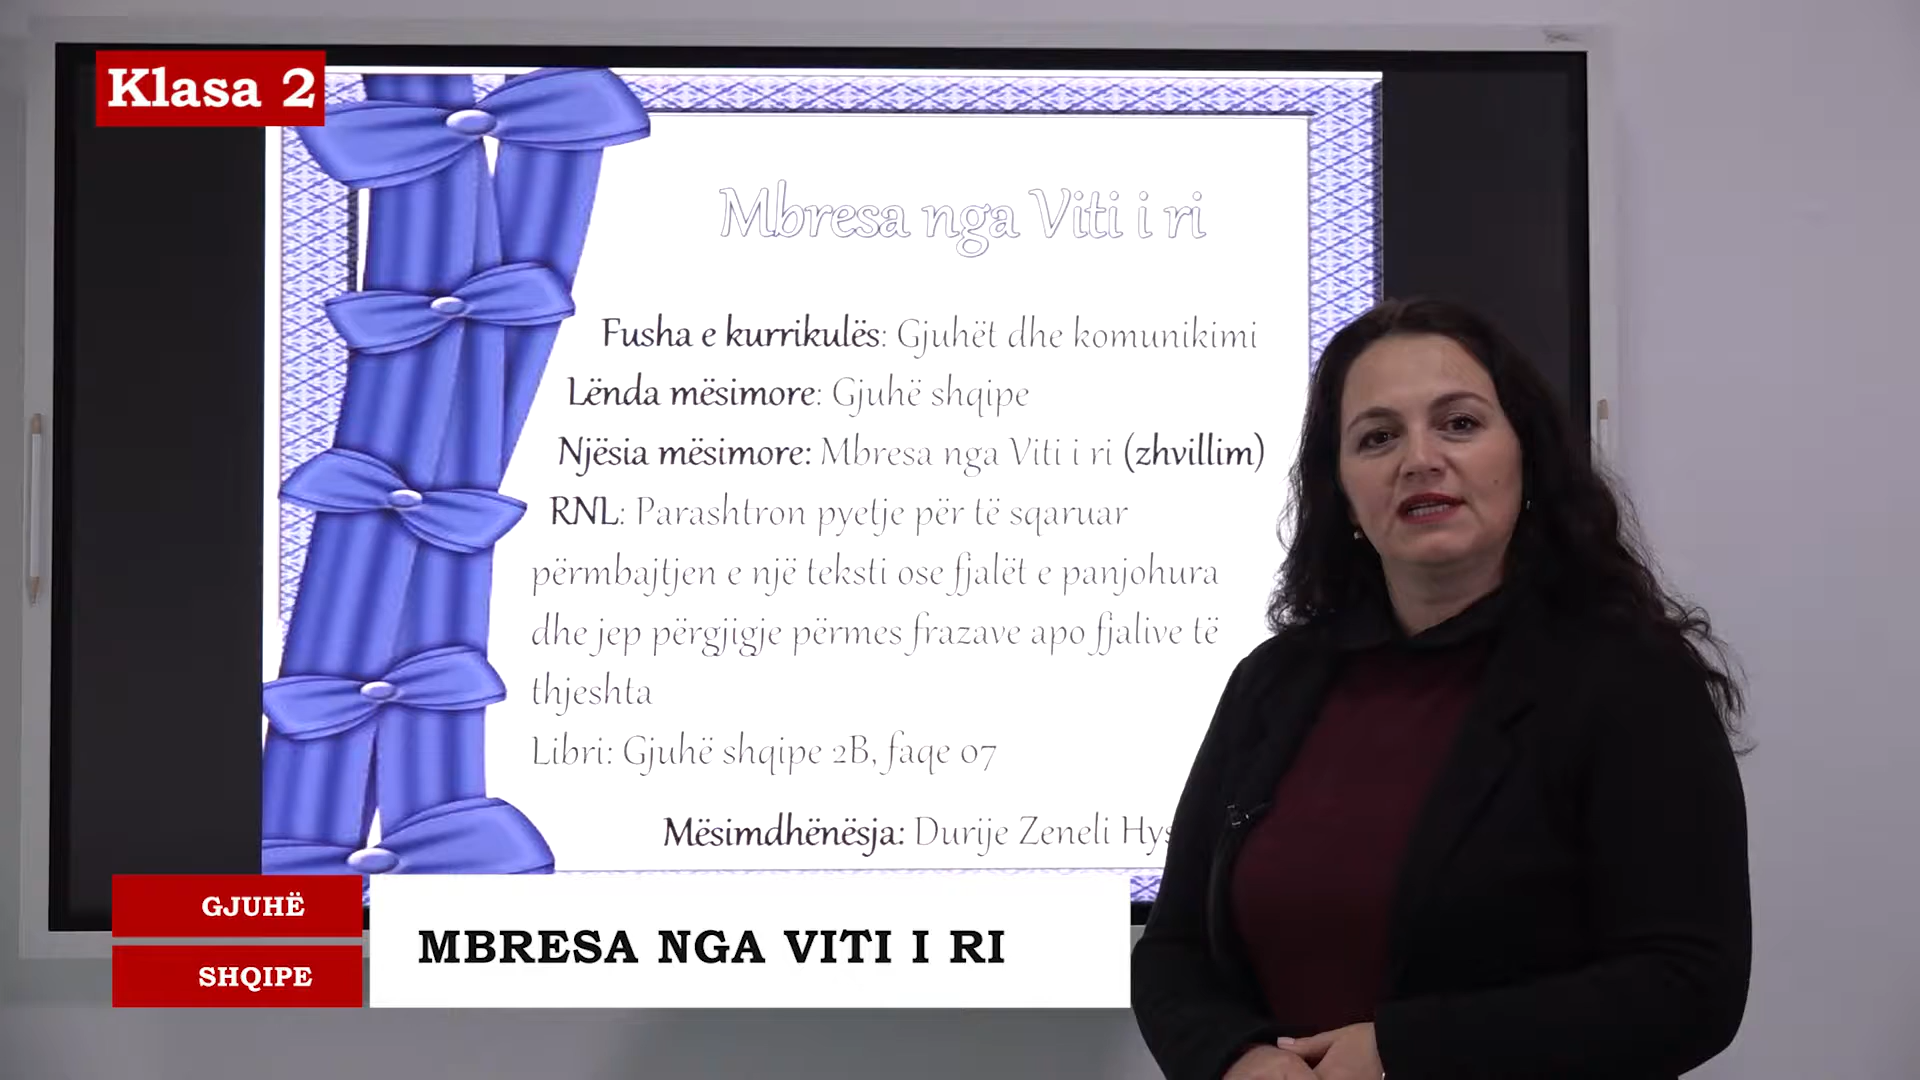 Klasa 2
Mbresa nga Viti i ri
Fusha e kurrikulës: Gjuhët dhe komunikimi
Lënda mësimore: Gjuhë shqipe
Njësia mësimore: Mbresa nga Viti i ri (zhvillim)
RNL: Parashtron pyetje për të sqaruar
përmbajtjen e një teksti ose fjalët e panjohura
dhe jep përgjigje përmes frazave apo fjalive të
thjeshta
Libri: Gjuhë shqipe 2B, faqe 07
Mësimdhënësja: Durije Zeneli
GJUHË
SHQIPE
MBRESA NGA VITI I RI